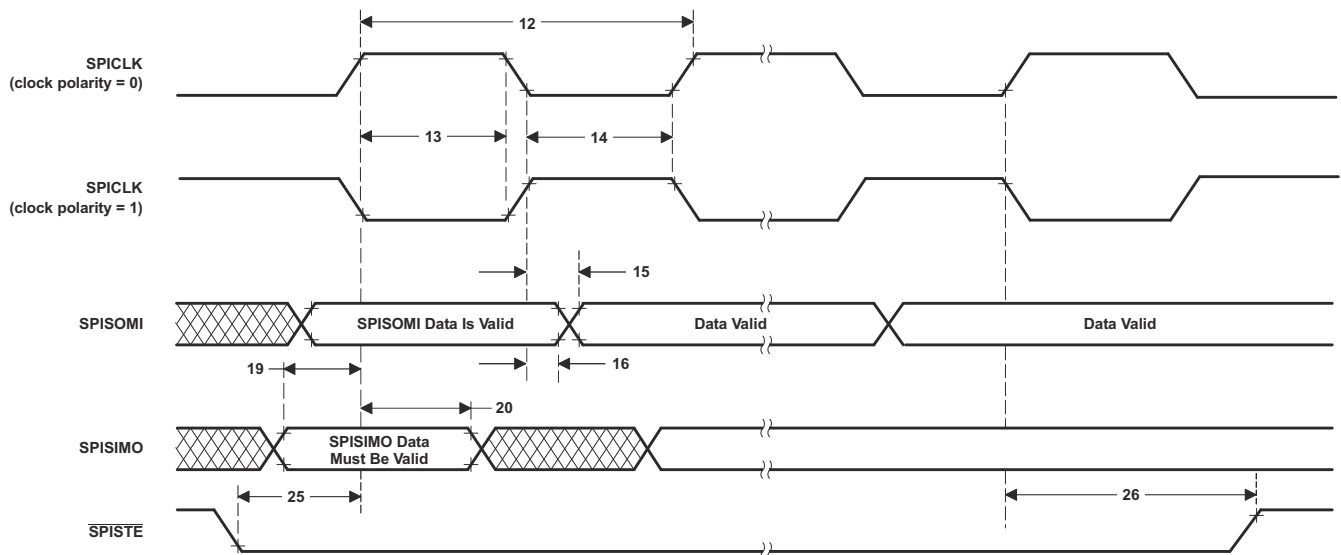 12
SPICLK
(clock polarity = 0)
13
14
SPICLK
(clock polarity = 1)
15
SPISOMI
SPISOMI Data Is Valid
Data Valid
Data Valid
16
19
20
SPISIMO
SPISIMO Data
Must Be Valid
25
26
SPISTE